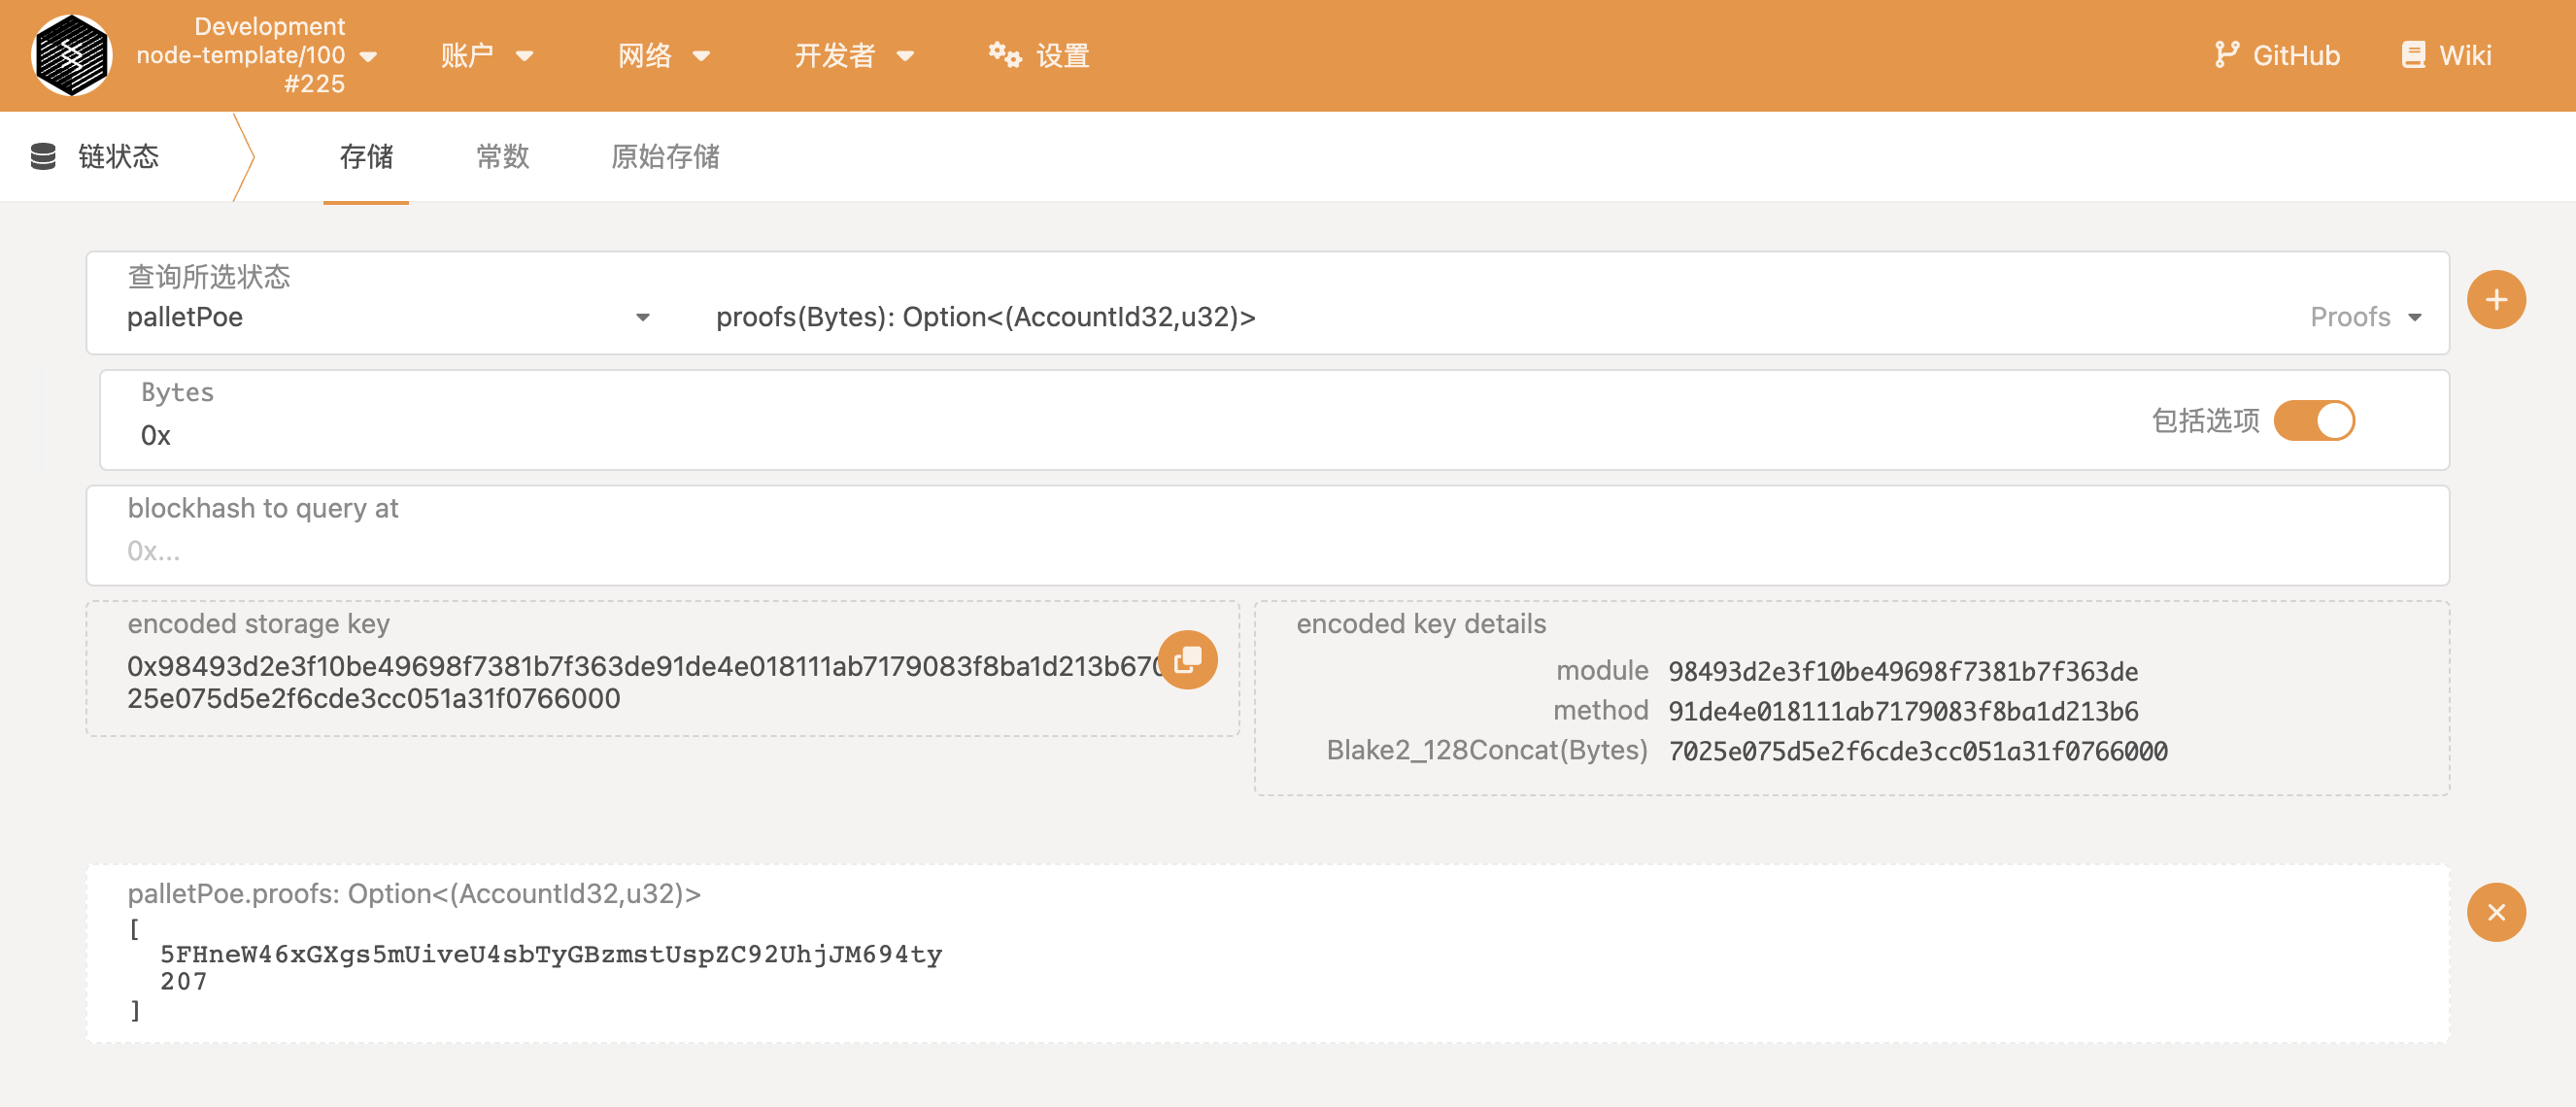 Development
node-template/100
#225
账户
网络
开发者
设置
GitHub
Wiki
链状态
存储
常数
原始存储
查询所选状态
palletPoe
proofs(Bytes): Option<(AccountId32,u32)>
Proofs
Bytes
0x
包括选项
blockhash to query at
0x...
encoded storage key
0x98493d2e3f10be49698f7381b7f363de91de4e018111ab7179083f8ba1d213b670
25e075d5e2f6cde3cc051a31f0766000
encoded key details
module 98493d2e3f10be49698f7381b7f363de
method 91de4e018111ab7179083f8ba1d213b6
Blake2_128Concat(Bytes) 7025e075d5e2f6cde3cc051a31f0766000
palletPoe.proofs: Option<(AccountId32,u32)>
[
5FHneW46xGXgs5mUiveU4sbTyGBzmstUspZC92UhjJM694ty
207
]